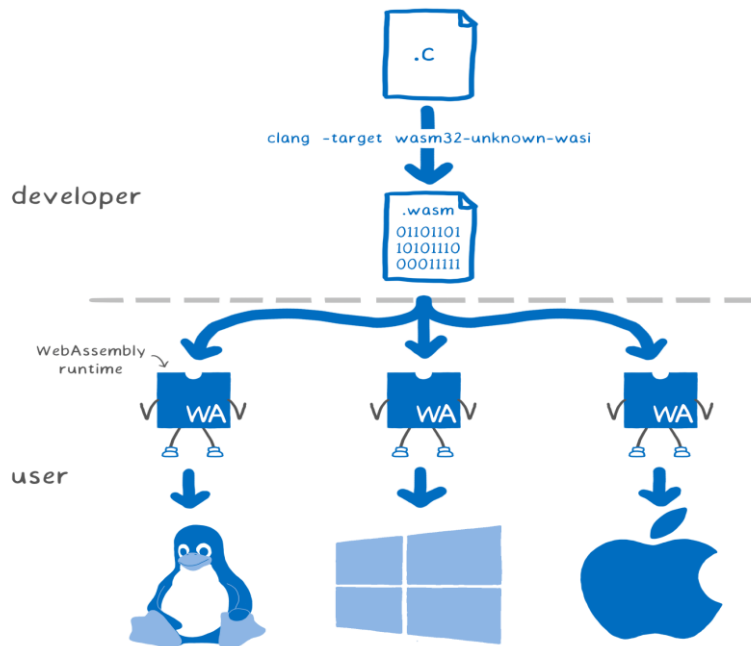 .c
clang -target wasm32-unknown-wasi
developer
.wasm
01101101
10101110
00011111
WebAssembly
runtime
WA
WA
WA
user